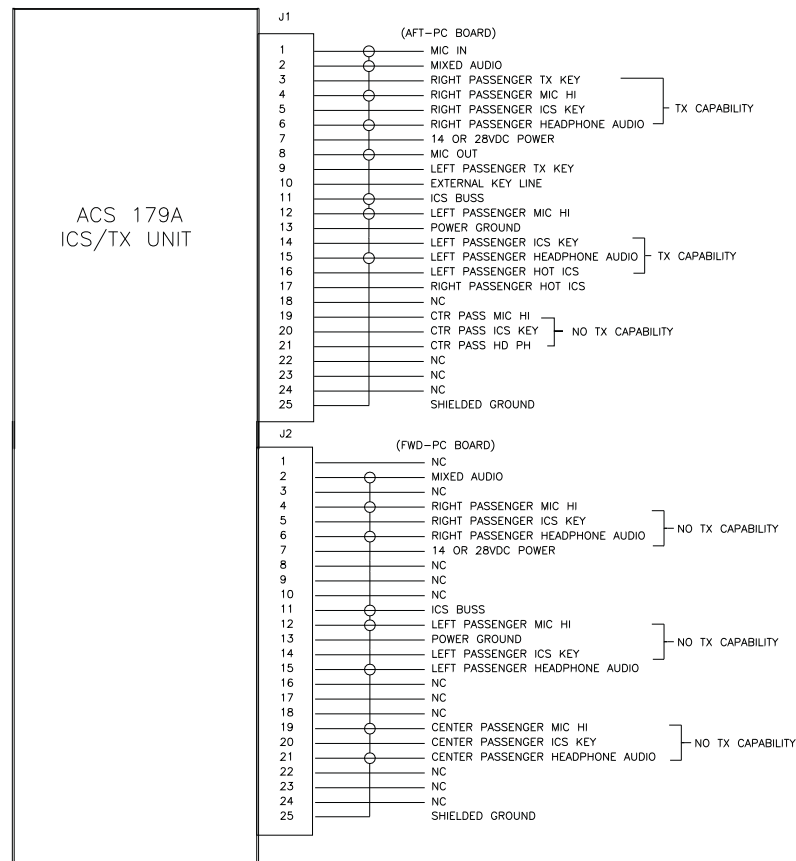 ACS 179A
ICS/TX UNIT
J1
(AFT-PC BOARD)
1 MIC IN
2 MIXED AUDIO
3 RIGHT PASSENGER TX KEY
4 RIGHT PASSENGER MIC HI
5 RIGHT PASSENGER ICS KEY
6 RIGHT PASSENGER HEADPHONE AUDIO
TX CAPABILITY
7 14 OR 28VDC POWER
8 MIC OUT
9 LEFT PASSENGER TX KEY
10 EXTERNAL KEY LINE
11 ICS BUSS
12 LEFT PASSENGER MIC HI
13 POWER GROUND
14 LEFT PASSENGER ICS KEY
15 LEFT PASSENGER HEADPHONE AUDIO
16 LEFT PASSENGER HOT ICS
TX CAPABILITY
17 RIGHT PASSENGER HOT ICS
18 NC
19 CTR PASS MIC HI
20 CTR PASS ICS KEY
21 CTR PASS HD PH
NO TX CAPABILITY
22 NC
23 NC
24 NC
25 SHIELDED GROUND
J2
(FWD-PC BOARD)
1 NC
2 MIXED AUDIO
3 NC
4 RIGHT PASSENGER MIC HI
5 RIGHT PASSENGER ICS KEY
6 RIGHT PASSENGER HEADPHONE AUDIO
NO TX CAPABILITY
7 14 OR 28VDC POWER
8 NC
9 NC
10 NC
11 ICS BUSS
12 LEFT PASSENGER MIC HI
13 POWER GROUND
14 LEFT PASSENGER ICS KEY
NO TX CAPABILITY
15 LEFT PASSENGER HEADPHONE AUDIO
16 NC
17 NC
18 NC
19 CENTER PASSENGER MIC HI
20 CENTER PASSENGER ICS KEY
21 CENTER PASSENGER HEADPHONE AUDIO
NO TX CAPABILITY
22 NC
23 NC
24 NC
25 SHIELDED GROUND